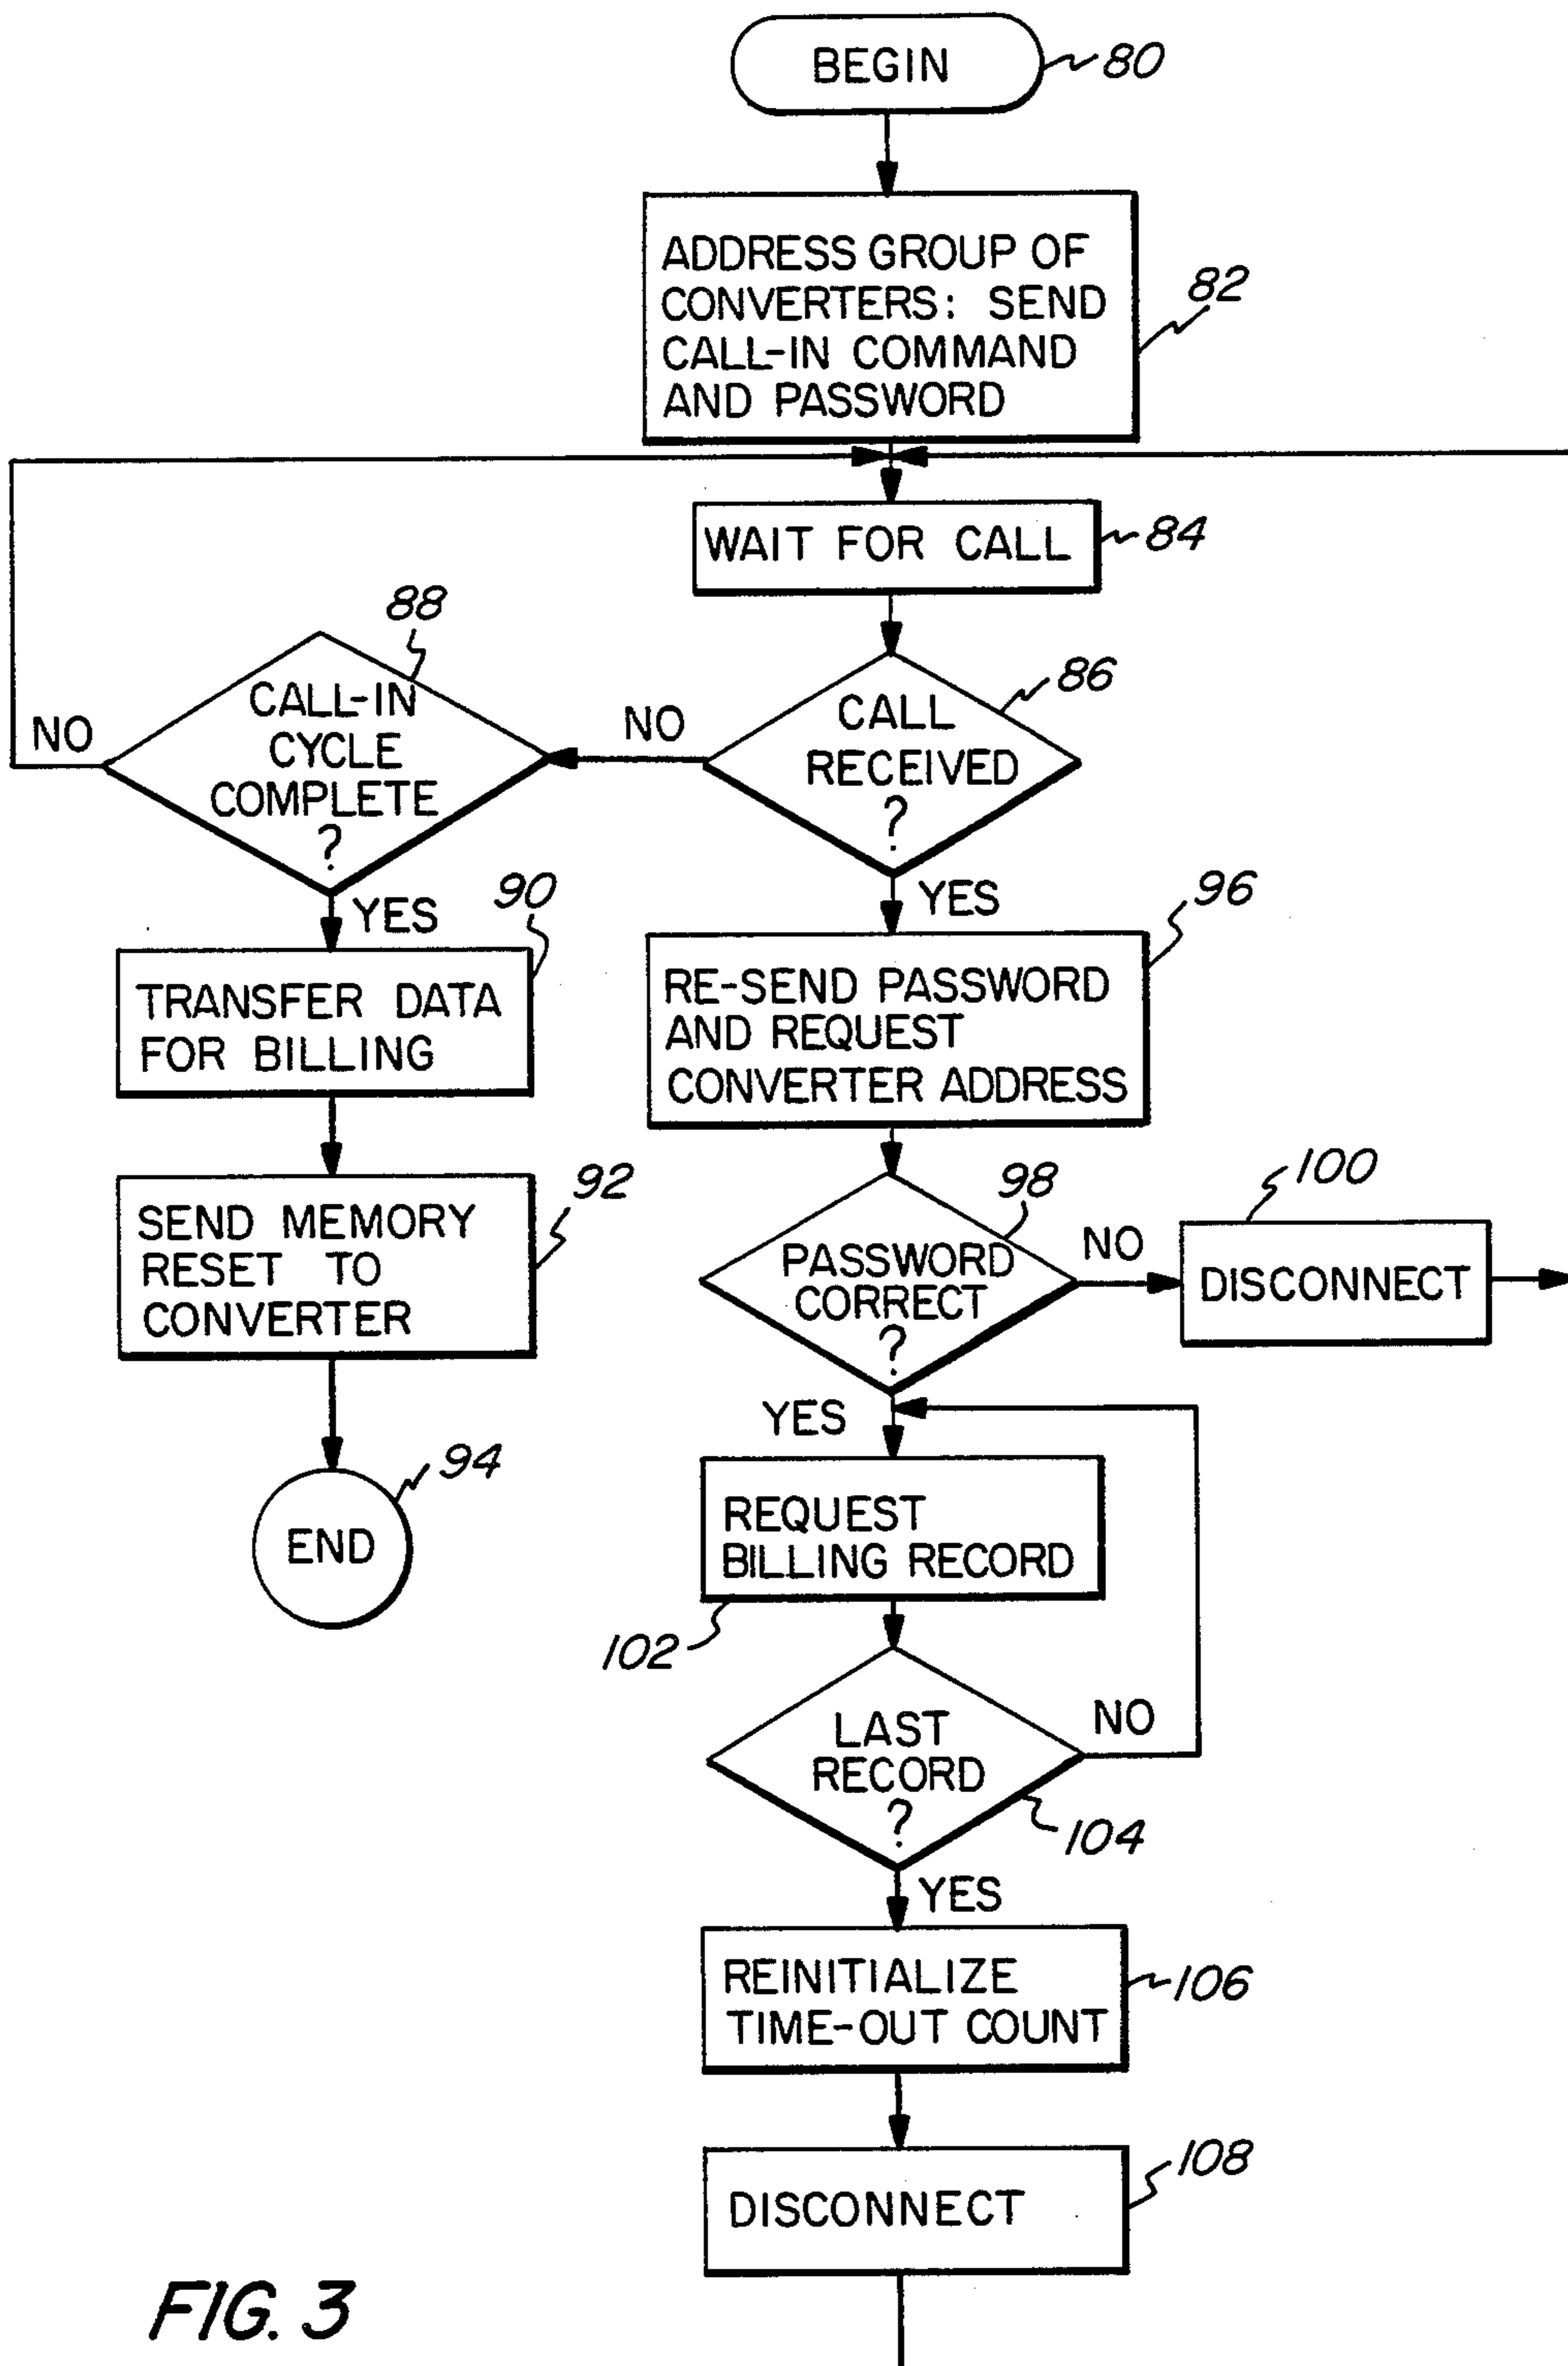 BEGIN
80
ADDRESS GROUP OF
CONVERTERS: SEND
CALL-IN COMMAND
AND PASSWORD
82
WAIT FOR CALL
84
88
CALL-IN
CYCLE
COMPLETE
?
NO
NO
CALL
RECEIVED
?
86
YES
90
TRANSFER DATA
FOR BILLING
YES
96
RE-SEND PASSWORD
AND REQUEST
CONVERTER ADDRESS
SEND MEMORY
RESET TO
CONVERTER
92
98
PASSWORD
CORRECT
?
NO
100
DISCONNECT
END
94
YES
REQUEST
BILLING RECORD
102
LAST
RECORD
?
NO
104
YES
REINITIALIZE
TIME-OUT COUNT
106
DISCONNECT
108
FIG. 3